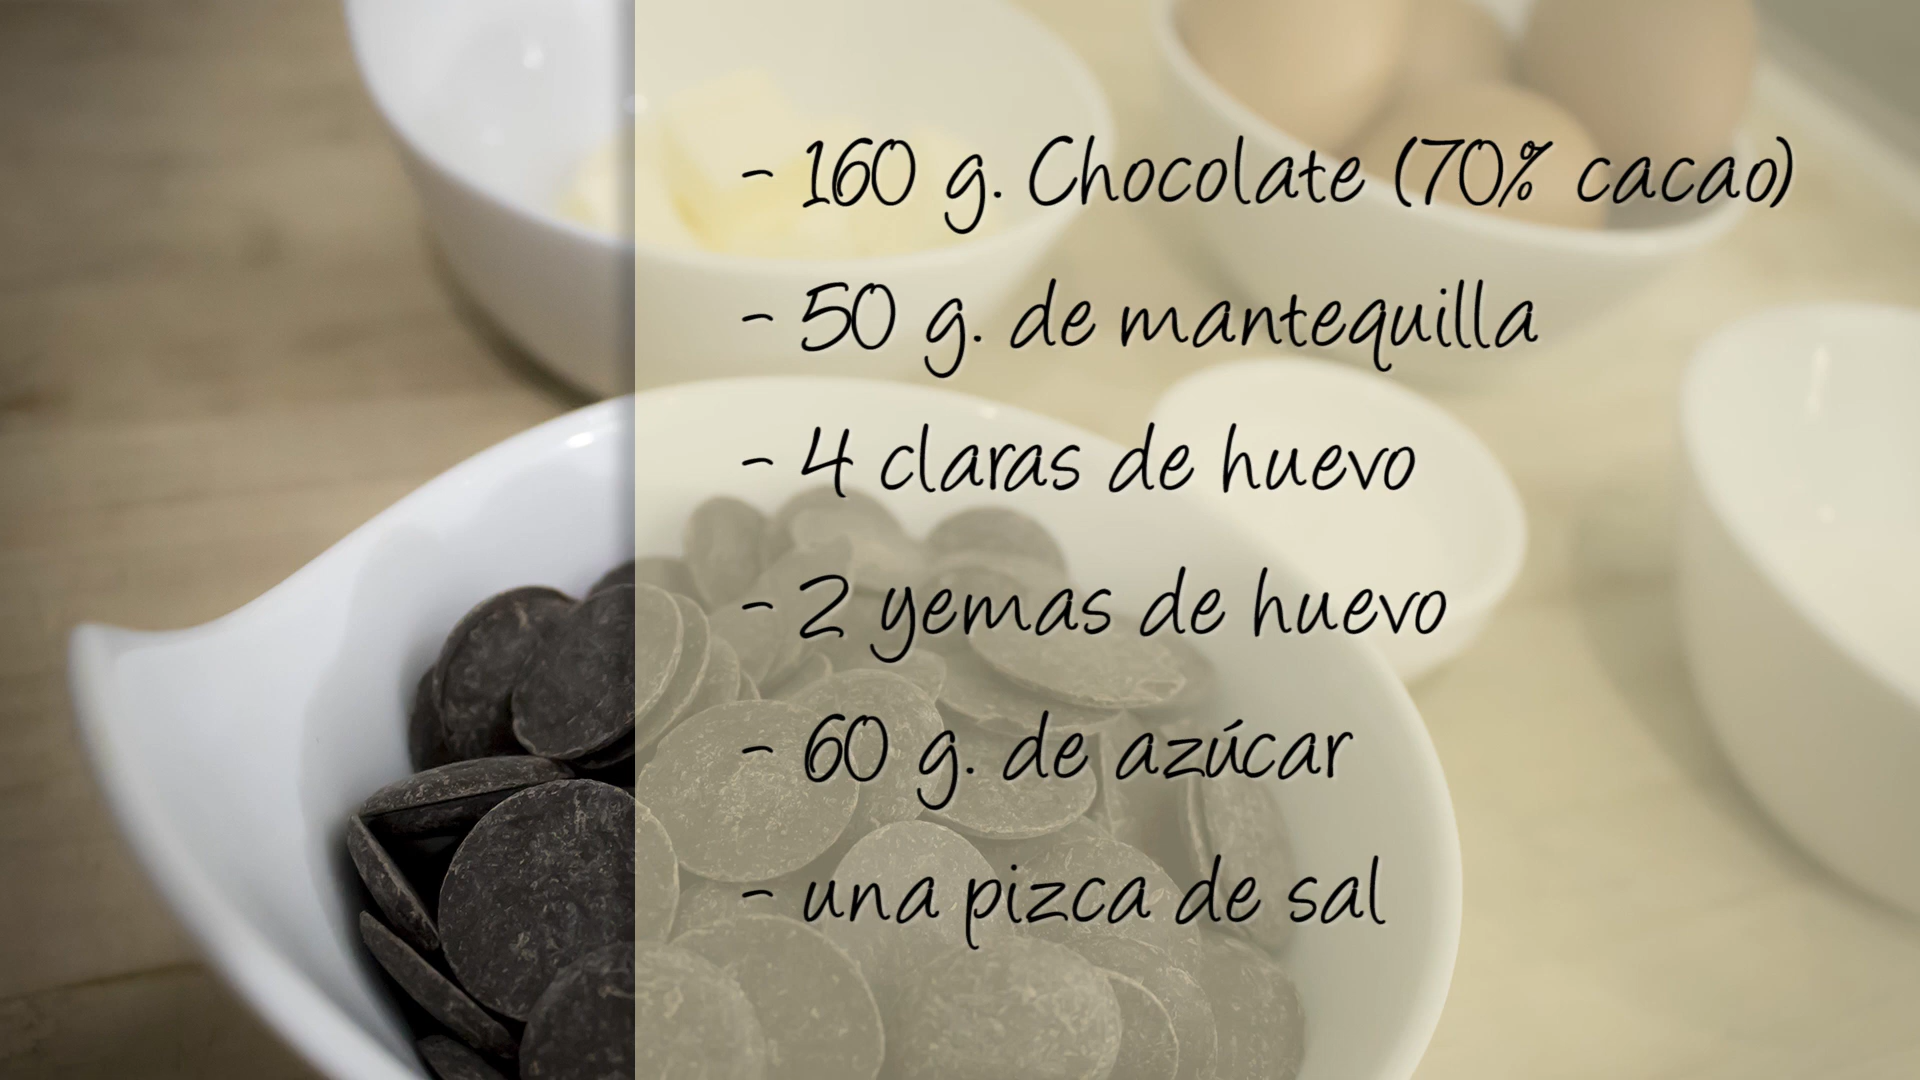 - 160 g. Chocolate (70% cacao)
- 50 g. de mantequilla
- 4 claras de huevo
- 2 yemas de huevo
- 60 g. de azúcar
- una pizca de sal